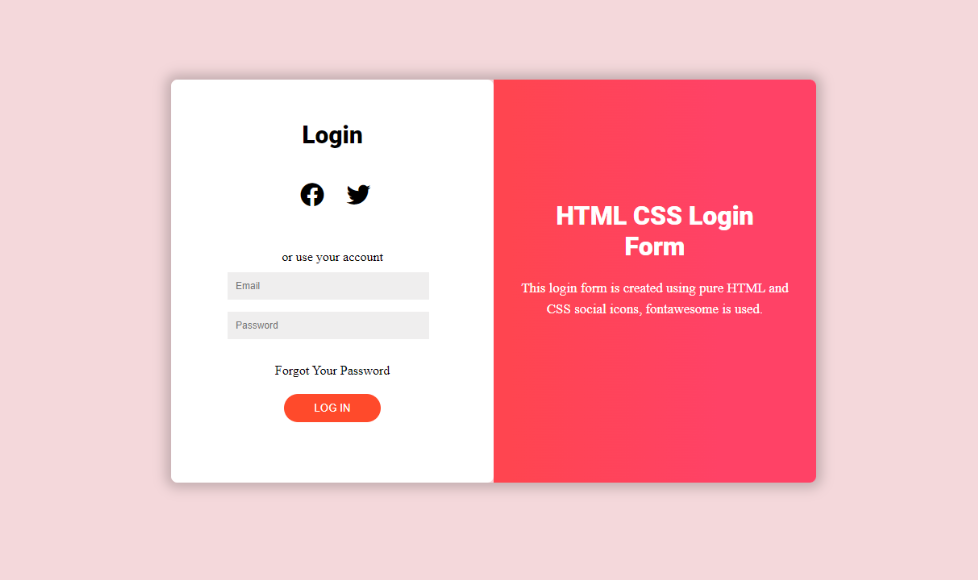 Login
or use your account
Email
Password
Forgot Your Password
LOG IN
HTML CSS Login
Form
This login form is created using pure HTML and
CSS social icons, fontawesome is used.